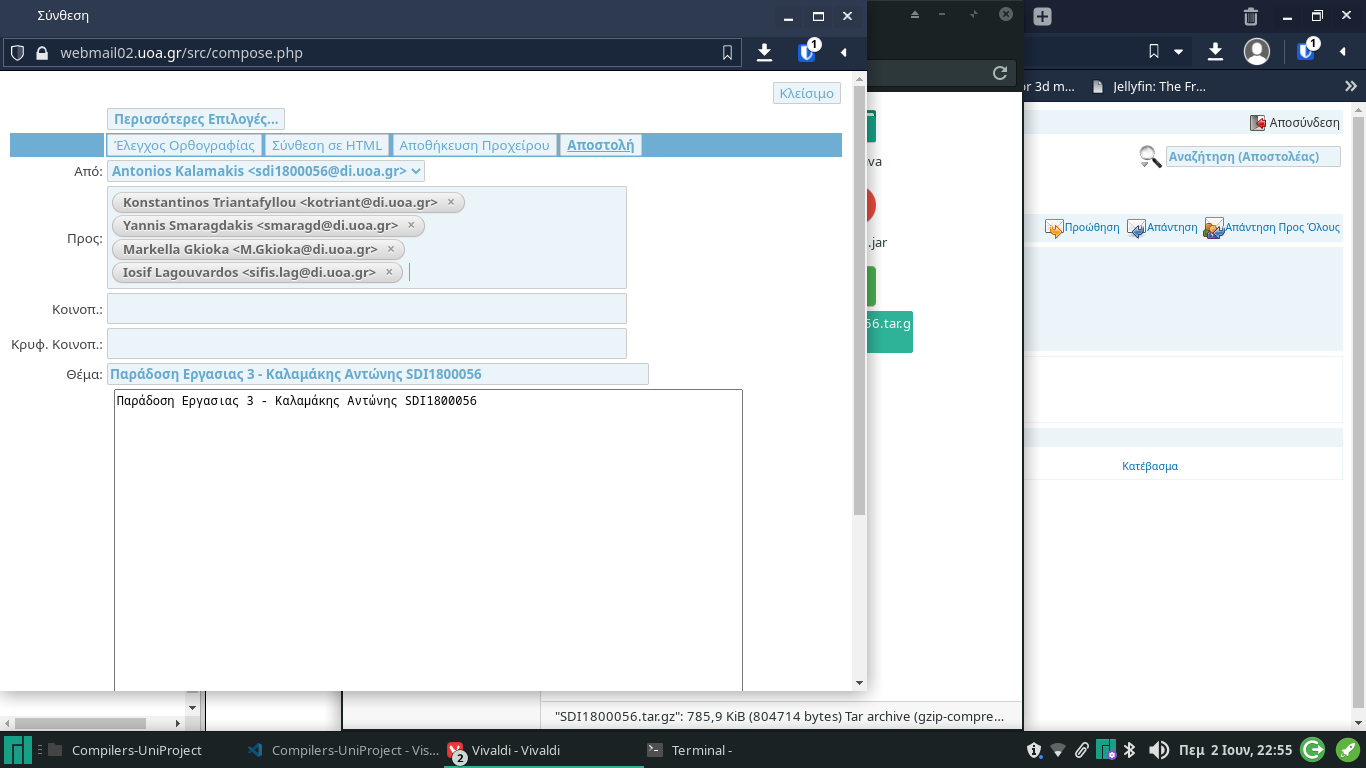 Σύνθεση
webmail02.uoa.gr/src/compose.php
1
1
or 3d m...
Jellyfin: The Fr...
Κλείσιμο
Αποσύνδεση
Περισσότερες Επιλογές...
Έλεγχος Ορθογραφίας
Σύνθεση σε HTML
Αποθήκευση Προχείρου
Αποστολή
Αναζήτηση (Αποστολέας)
Από:
Antonios Kalamakis <sdi1800056@di.uoa.gr>
Προς:
Konstantinos Triantafyllou <kotriant@di.uoa.gr> ×
Yannis Smaragdakis <smaragd@di.uoa.gr> ×
Markella Gkioka <M.Gkioka@di.uoa.gr> ×
Iosif Lagouvardos <sifis.lag@di.uoa.gr> ×
Προώθηση
Απάντηση
Απάντηση Προς Όλους
va
.jar
56.tar.g
Κοινοπ.:
Κρυφ. Κοινοπ.:
Θέμα:
Παράδοση Εργασιας 3 - Καλαμάκης Αντώνης SDI1800056
Παράδοση Εργασιας 3 - Καλαμάκης Αντώνης SDI1800056
Κατέβασμα
"SDI1800056.tar.gz": 785,9 KiB (804714 bytes) Tar archive (gzip-compre...
Compilers-UniProject
Compilers-UniProject - Vis...
2
Vivaldi - Vivaldi
Terminal -
Πεμ 2 Ιουν, 22:55